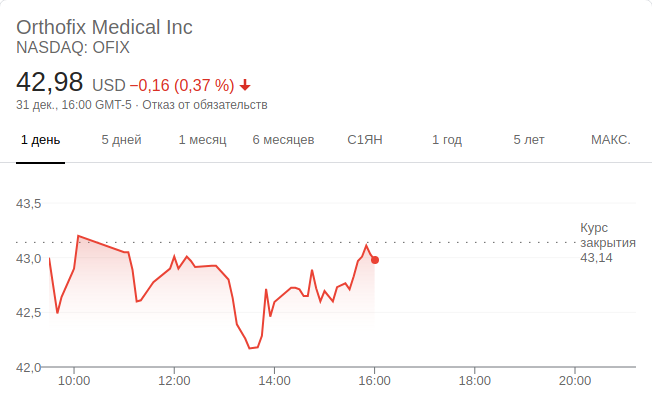 Orthofix Medical Inc
NASDAQ: OFIX
42,98 USD −0,16 (0,37 %)
31 дек., 16:00 GMT-5 · Отказ от обязательств
1 день 5 дней 1 месяц 6 месяцев С1ЯН 1 год 5 лет МАКС.
43,5
Курс
закрытия
43,14
43,0
42,5
42,0
10:00 12:00 14:00 16:00 18:00 20:00